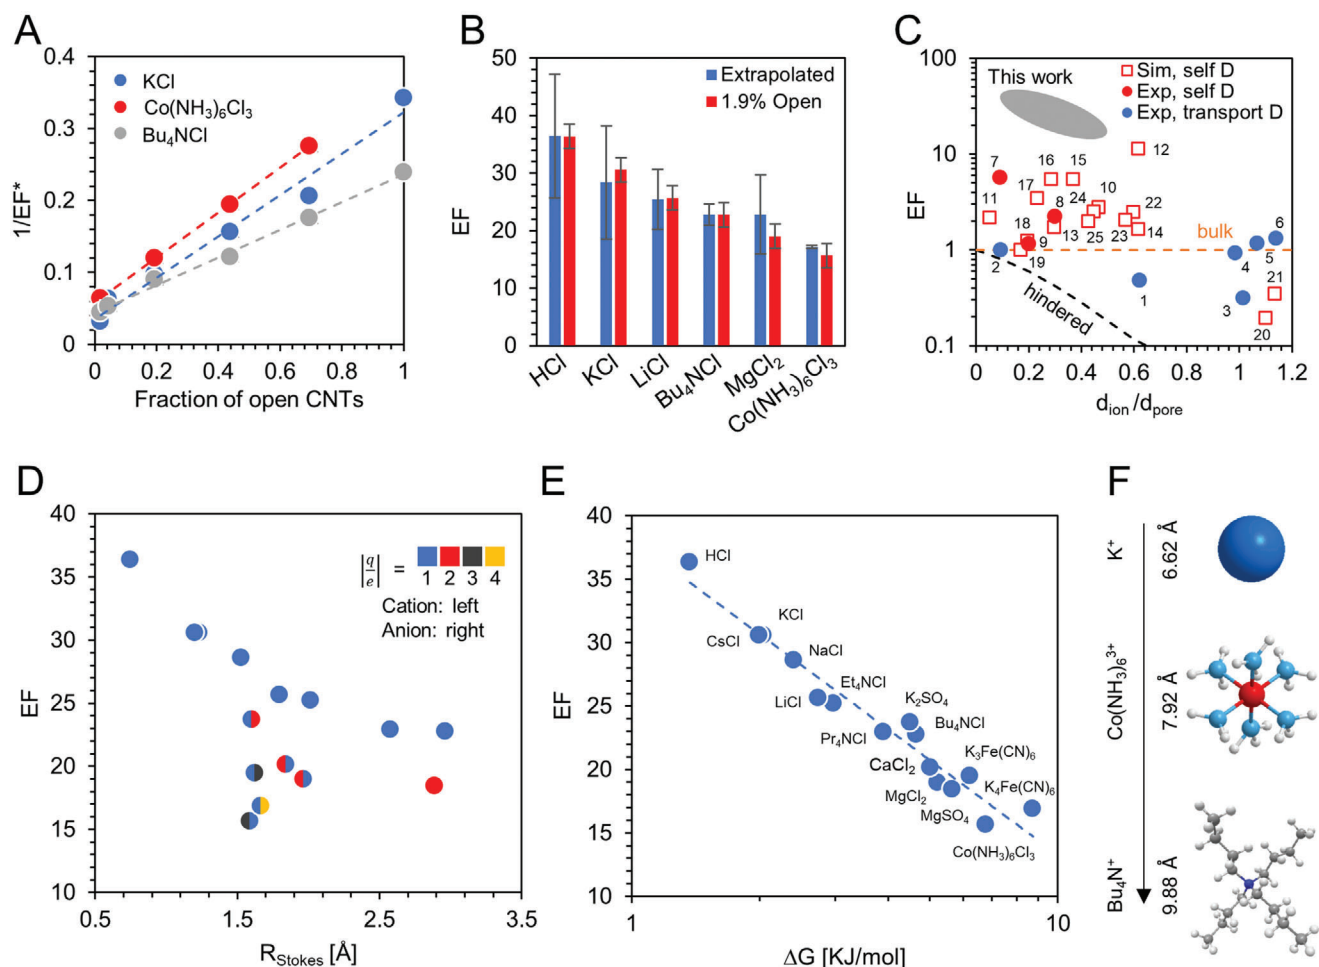 A
0.4
0.3
0.2
0.1
0
1/EF*
KCl
Co(NH₃)₆Cl₃
Bu₄NCl
0
0.2
0.4
0.6
0.8
1
Fraction of open CNTs
B
50
40
30
20
10
0
EF
Extrapolated
1.9% Open
HCl
KCl
LiCl
Bu₄NCl
MgCl₂
Co(NH₃)₆Cl₃
C
100
10
1
0.1
EF
This work
Sim, self D
Exp, self D
Exp, transport D
12
7
16
15
17
11
8
24
10
22
18
9
13
25
23
14
6
bulk
2
19
4
5
hindered
1
3
21
20
0
0.2
0.4
0.6
0.8
1
1.2
d_ion /d_pore
D
40
35
30
25
20
15
10
EF
|q/e| =
1 2 3 4
Cation: left
Anion: right
0.5
1.5
2.5
3.5
R_Stokes [Å]
E
40
35
30
25
20
15
10
EF
HCl
KCl
CsCl
NaCl
Et₄NCl
LiCl
K₂SO₄
Bu₄NCl
Pr₄NCl
K₃Fe(CN)₆
CaCl₂
K₄Fe(CN)₆
MgCl₂
MgSO₄
Co(NH₃)₆Cl₃
1
10
ΔG [KJ/mol]
F
K⁺
6.62 Å
Co(NH₃)₆³⁺
7.92 Å
Bu₄N⁺
9.88 Å